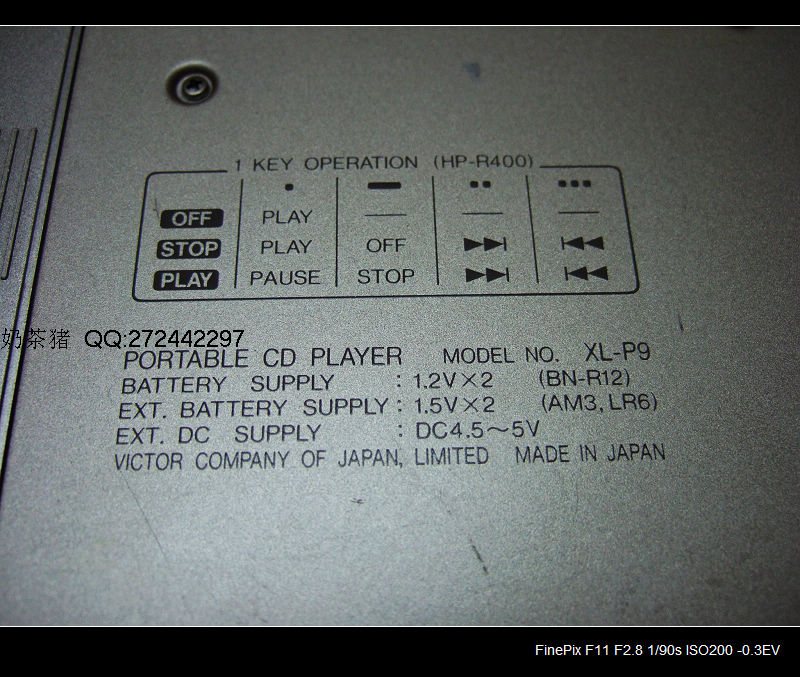 1 KEY OPERATION (HP-R400)
• ▬ •• •••
OFF PLAY — — —
STOP PLAY OFF ▶▶| |◀◀
PLAY PAUSE STOP ▶▶| |◀◀
奶茶猪 QQ:272442297
PORTABLE CD PLAYER MODEL NO. XL-P9
BATTERY SUPPLY : 1.2V×2 (BN-R12)
EXT. BATTERY SUPPLY : 1.5V×2 (AM3, LR6)
EXT. DC SUPPLY : DC4.5~5V
VICTOR COMPANY OF JAPAN, LIMITED MADE IN JAPAN
FinePix F11 F2.8 1/90s ISO200 -0.3EV